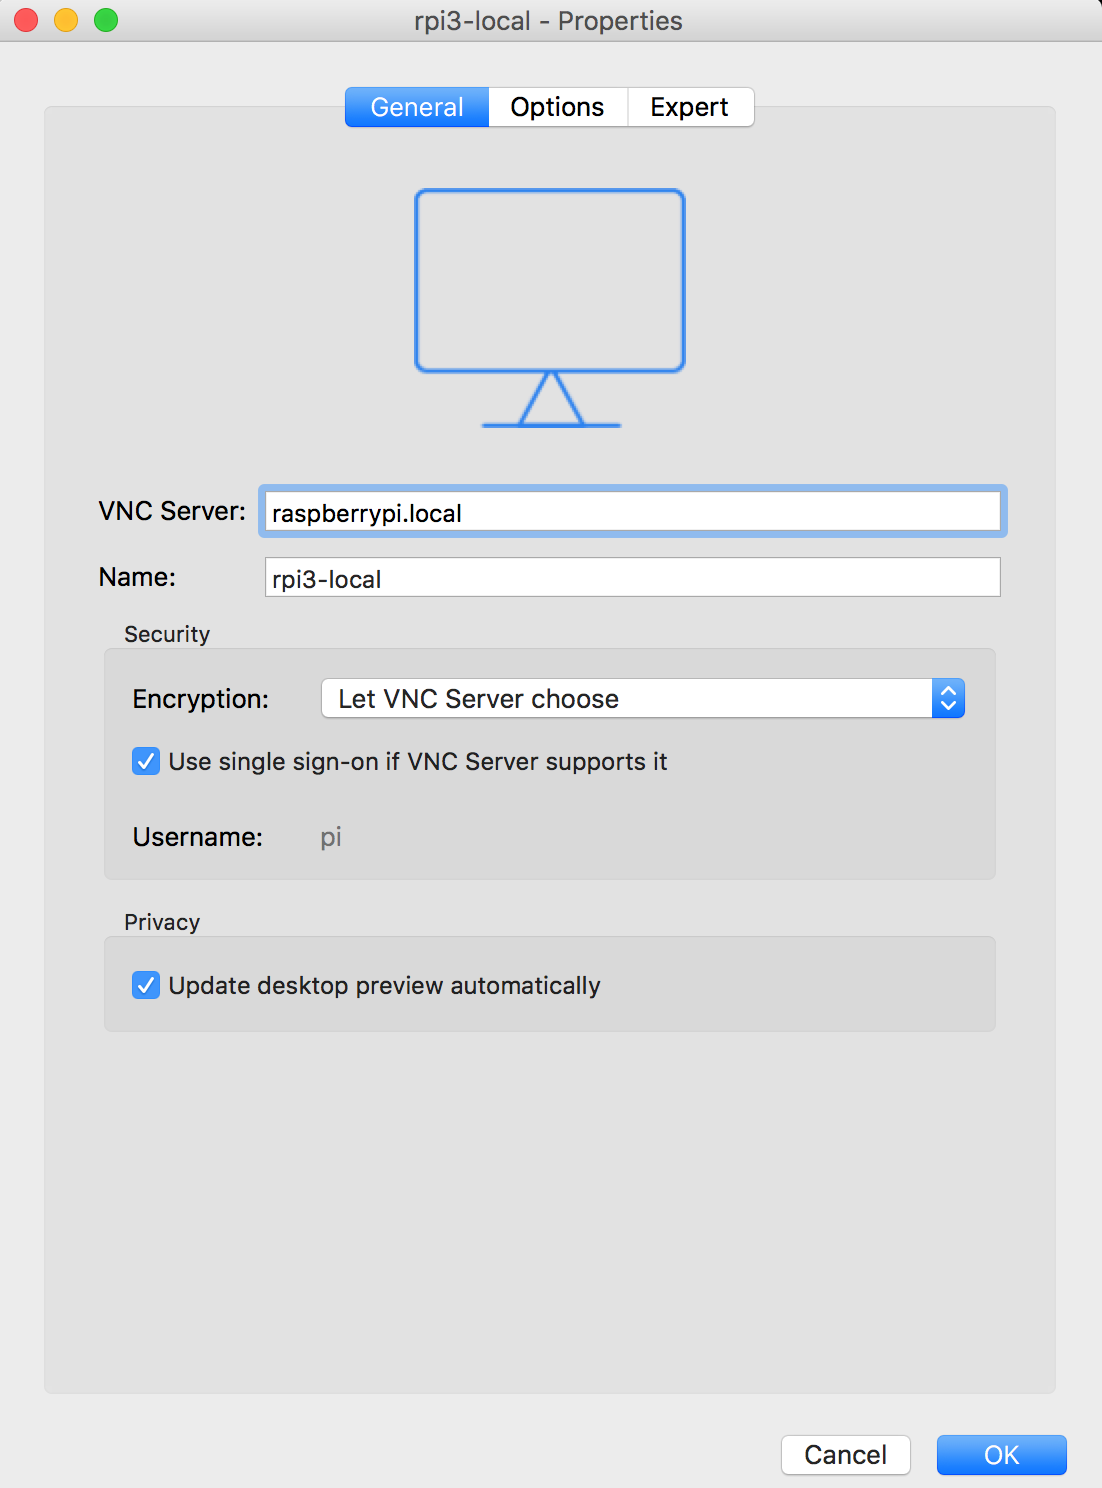 rpi3-local - Properties
General Options Expert
VNC Server: raspberrypi.local
Name: rpi3-local
Security
Encryption: Let VNC Server choose
Use single sign-on if VNC Server supports it
Username: pi
Privacy
Update desktop preview automatically
Cancel OK